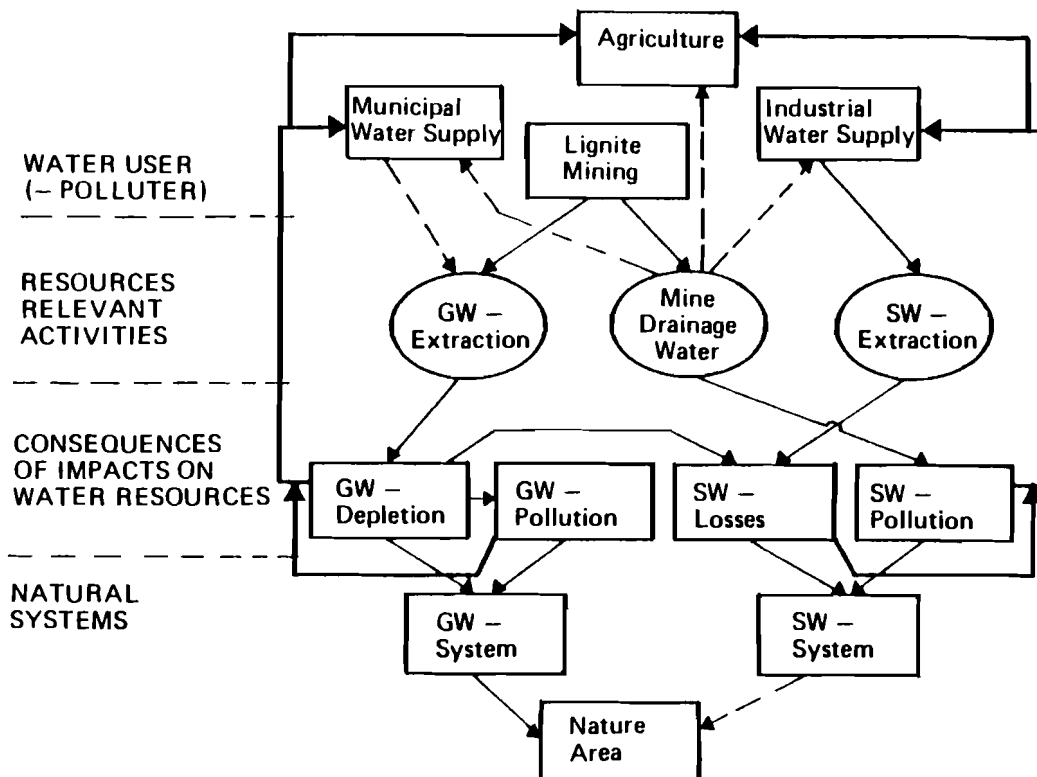 Agriculture
Municipal
Water Supply
Industrial
Water Supply
Lignite
Mining
WATER USER
(– POLLUTER)
RESOURCES
RELEVANT
ACTIVITIES
GW –
Extraction
Mine
Drainage
Water
SW –
Extraction
CONSEQUENCES
OF IMPACTS ON
WATER RESOURCES
GW –
Depletion
GW –
Pollution
SW –
Losses
SW –
Pollution
NATURAL
SYSTEMS
GW –
System
SW –
System
Nature
Area